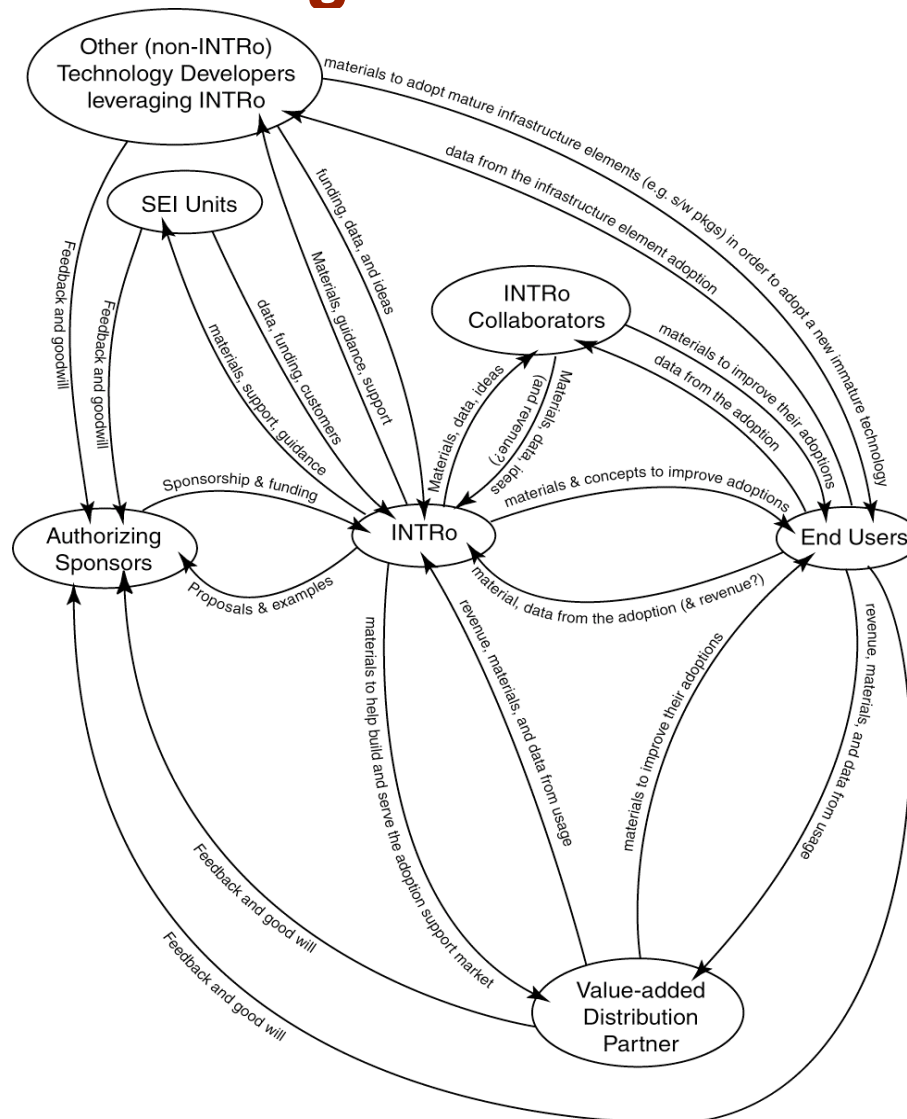 Other (non-INTRo)
Technology Developers
leveraging INTRo
materials to adopt mature infrastructure elements (e.g. s/w pkgs) in order to adopt a new immature technology
data from the infrastructure element adoption
SEI Units
funding, data, and ideas
Materials, guidance, support
Feedback and goodwill
Feedback and goodwill
data, funding, customers
materials, support, guidance
INTRo
Collaborators
materials to improve their adoptions
data from the adoption
Materials, data, ideas
Materials, data ideas
(and revenue?)
Sponsorship & funding
materials & concepts to improve adoptions
Authorizing
Sponsors
INTRo
End Users
Proposals & examples
material, data from the adoption (& revenue?)
materials to help build and serve the adoption support market
revenue, materials, and data from usage
materials to improve their adoptions
revenue, materials, and data from usage
Feedback and good will
Feedback and good will
Value-added
Distribution
Partner